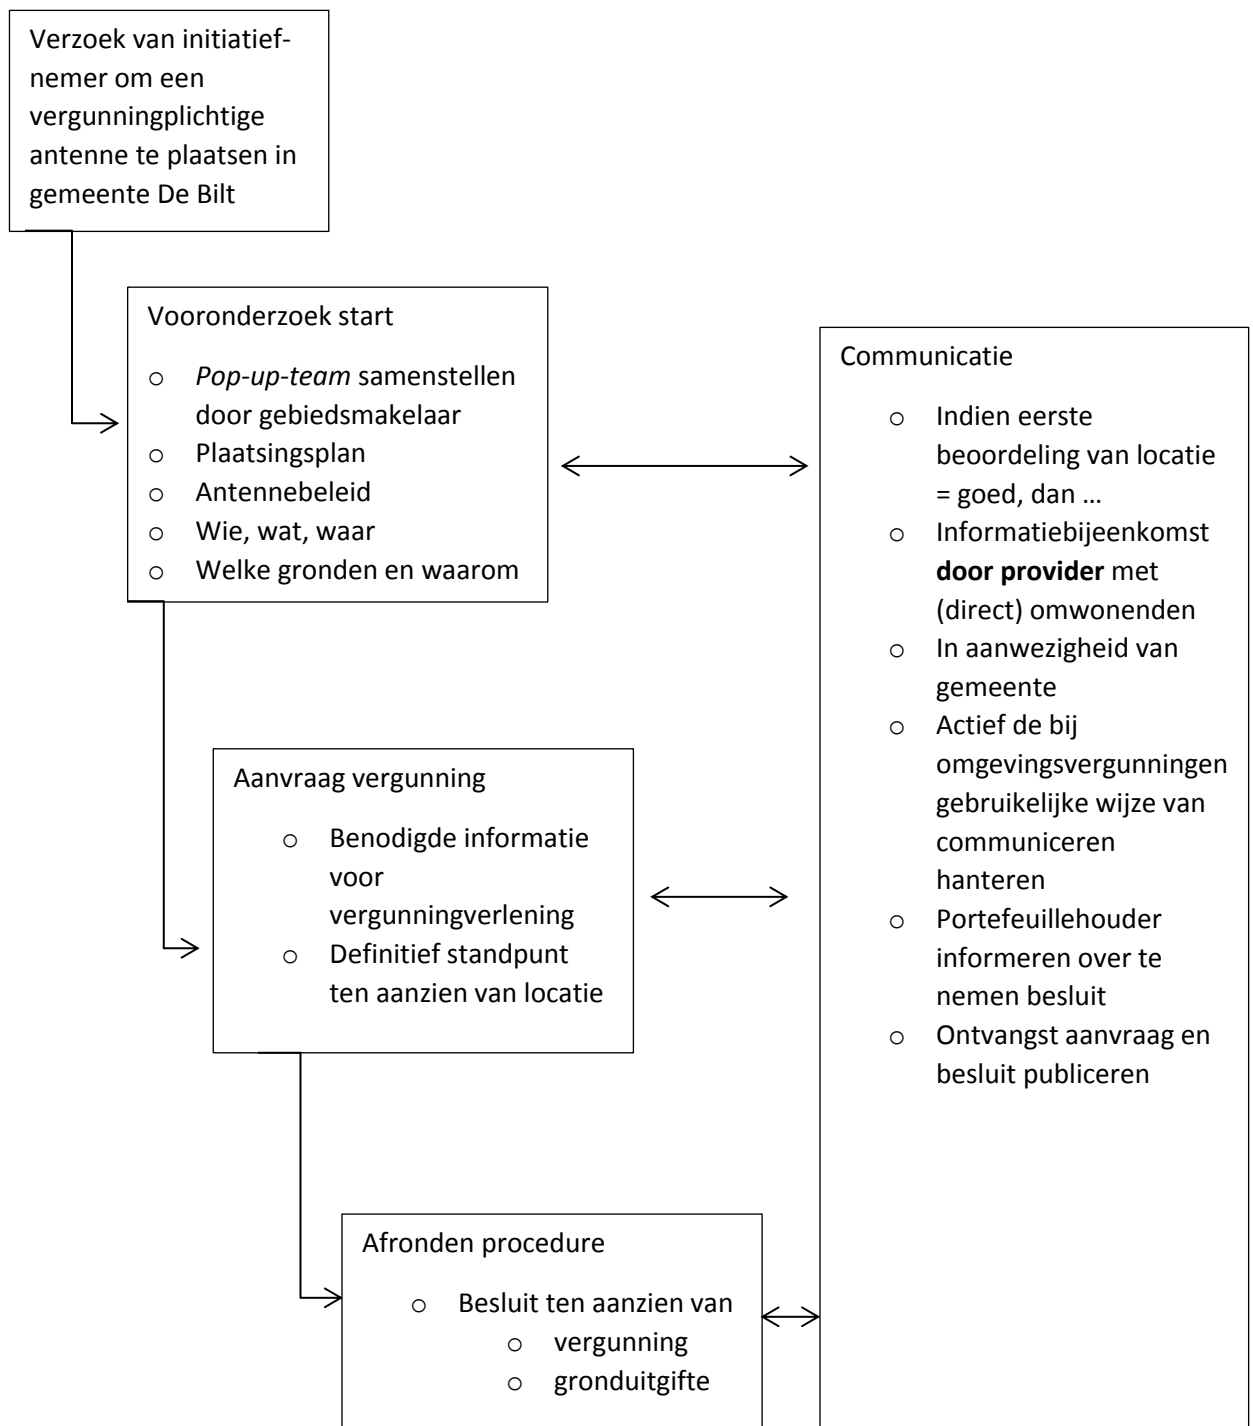 Verzoek van initiatief-
nemer om een
vergunningplichtige
antenne te plaatsen in
gemeente De Bilt
Vooronderzoek start
o Pop-up-team samenstellen
door gebiedsmakelaar
o Plaatsingsplan
o Antennebeleid
o Wie, wat, waar
o Welke gronden en waarom
Communicatie
o Indien eerste
beoordeling van locatie
= goed, dan …
o Informatiebijeenkomst
door provider met
(direct) omwonenden
o In aanwezigheid van
gemeente
o Actief de bij
omgevingsvergunningen
gebruikelijke wijze van
communiceren
hanteren
o Portefeuillehouder
informeren over te
nemen besluit
o Ontvangst aanvraag en
besluit publiceren
Aanvraag vergunning
o Benodigde informatie
voor
vergunningverlening
o Definitief standpunt
ten aanzien van locatie
Afronden procedure
o Besluit ten aanzien van
o vergunning
o gronduitgifte